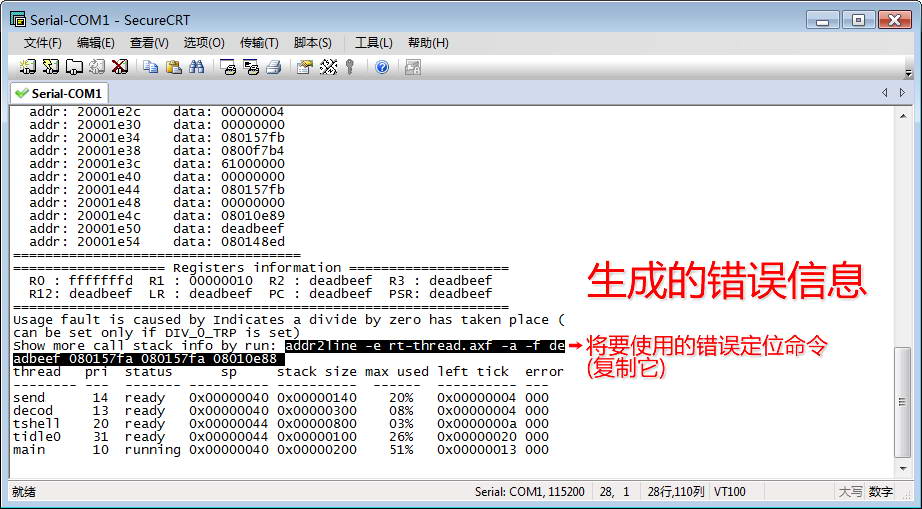 Serial-COM1 - SecureCRT
文件(F) 编辑(E) 查看(V) 选项(O) 传输(T) 脚本(S) 工具(L) 帮助(H)
Serial-COM1
addr: 20001e2c data: 00000004
addr: 20001e30 data: 00000000
addr: 20001e34 data: 080157fb
addr: 20001e38 data: 0800f7b4
addr: 20001e3c data: 61000000
addr: 20001e40 data: 00000000
addr: 20001e44 data: 080157fb
addr: 20001e48 data: 00000000
addr: 20001e4c data: 08010e89
addr: 20001e50 data: deadbeef
addr: 20001e54 data: 080148ed
====================================
=================== Registers information ====================
R0 : fffffffd R1 : 00000010 R2 : deadbeef R3 : deadbeef
R12: deadbeef LR : deadbeef PC : deadbeef PSR: deadbeef
==============================================================
Usage fault is caused by Indicates a divide by zero has taken place (
can be set only if DIV_0_TRP is set)
Show more call stack info by run: addr2line -e rt-thread.axf -a -f de
adbeef 080157fa 080157fa 08010e88
thread pri status sp stack size max used left tick error
-------- --- ------- ---------- ---------- ------ ---------- ---
send 14 ready 0x00000040 0x00000140 20% 0x00000004 000
decod 13 ready 0x00000040 0x00000300 08% 0x00000004 000
tshell 20 ready 0x00000044 0x00000800 03% 0x0000000a 000
tidle0 31 ready 0x00000044 0x00000100 26% 0x00000020 000
main 10 running 0x00000040 0x00000200 51% 0x00000013 000
生成的错误信息
将要使用的错误定位命令
(复制它)
就绪 Serial: COM1, 115200 28, 1 28行,110列 VT100 大写 数字